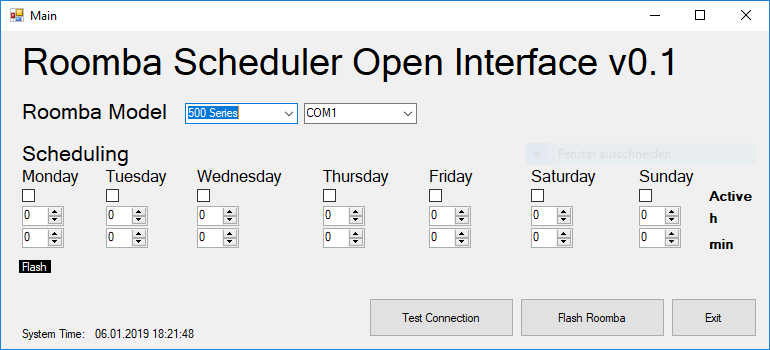 Main
Roomba Scheduler Open Interface v0.1
Roomba Model 500 Series COM1
Fenster ausschneiden
Scheduling
Monday Tuesday Wednesday Thursday Friday Saturday Sunday
Active
0 0 0 0 0 0 0 h
0 0 0 0 0 0 0 min
Flash
Test Connection Flash Roomba Exit
System Time: 06.01.2019 18:21:48